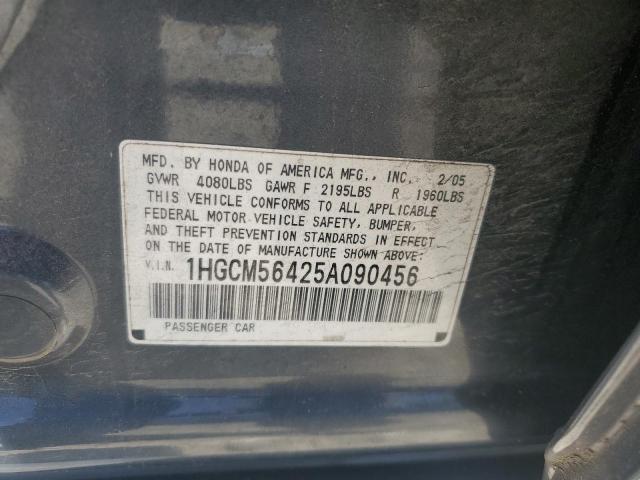 MFD. BY HONDA OF AMERICA MFG., INC. 2/05
GVWR 4080LBS GAWR F 2195LBS R 1960LBS
THIS VEHICLE CONFORMS TO ALL APPLICABLE
FEDERAL MOTOR VEHICLE SAFETY, BUMPER,
AND THEFT PREVENTION STANDARDS IN EFFECT
ON THE DATE OF MANUFACTURE SHOWN ABOVE:
V.I.N. 1HGCM56425A090456
PASSENGER CAR